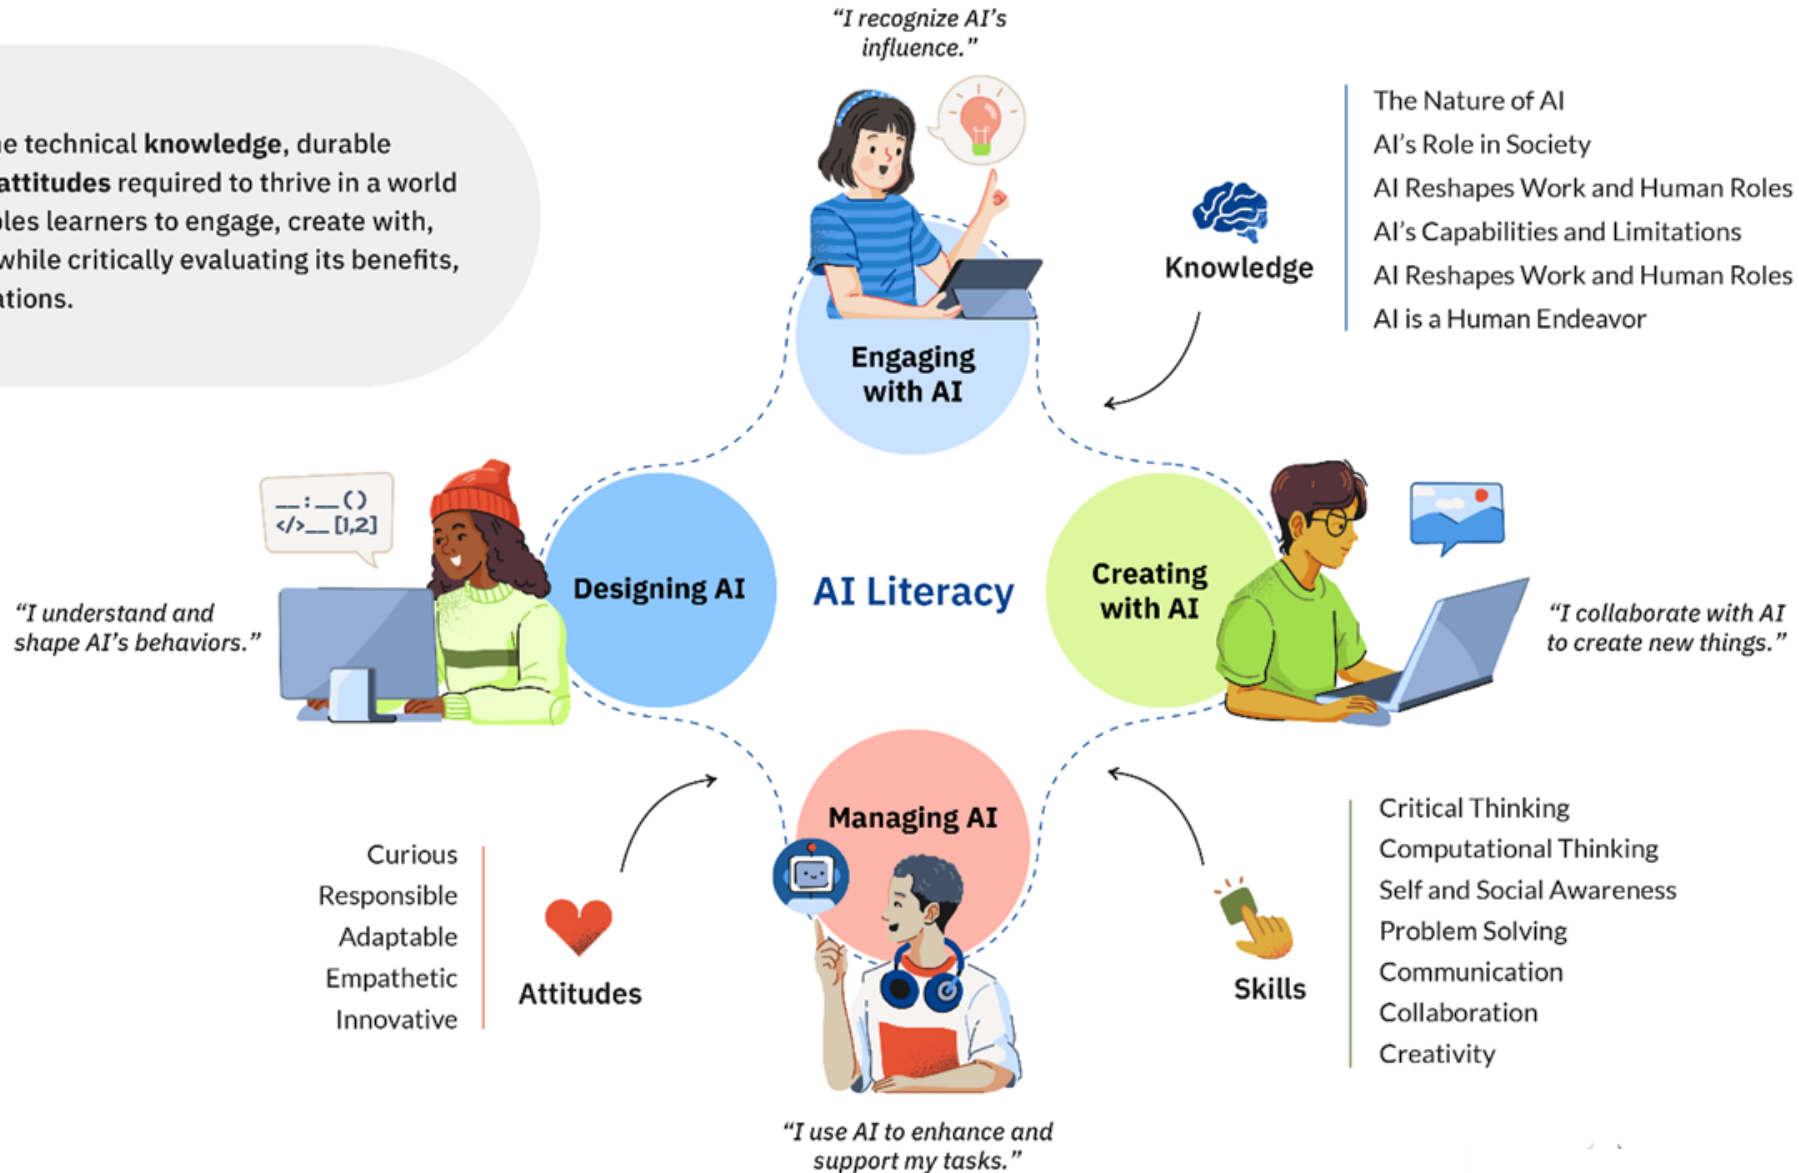 “I recognize AI’s
influence.”
e technical knowledge, durable
attitudes required to thrive in a world
les learners to engage, create with,
while critically evaluating its benefits,
ations.
The Nature of AI
AI’s Role in Society
AI Reshapes Work and Human Roles
AI’s Capabilities and Limitations
AI Reshapes Work and Human Roles
AI is a Human Endeavor
Knowledge
Engaging
with AI
__:__()
</>__[1,2]
“I understand and
shape AI’s behaviors.”
Designing AI
AI Literacy
Creating
with AI
“I collaborate with AI
to create new things.”
Managing AI
Curious
Responsible
Adaptable
Empathetic
Innovative
Attitudes
Skills
Critical Thinking
Computational Thinking
Self and Social Awareness
Problem Solving
Communication
Collaboration
Creativity
“I use AI to enhance and
support my tasks.”